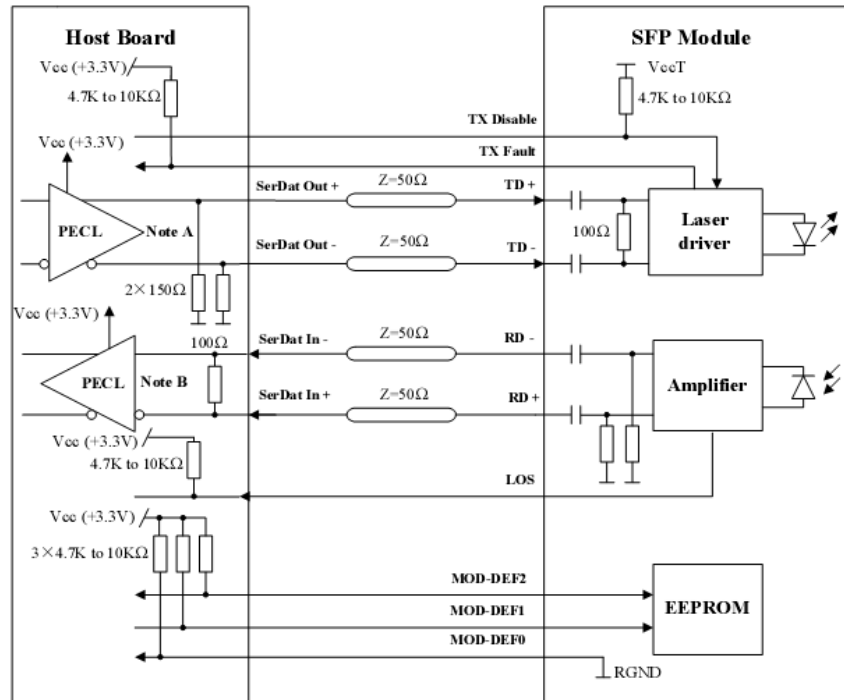 Host Board
SFP Module
Vcc (+3.3V)
VccT
4.7K to 10KΩ
4.7K to 10KΩ
TX Disable
Vcc (+3.3V)
TX Fault
SerDat Out +
Z=50Ω
TD +
PECL
Note A
100Ω
Laser
driver
SerDat Out -
Z=50Ω
TD -
2×150Ω
Vcc (+3.3V)
100Ω
SerDat In -
Z=50Ω
RD -
PECL
Note B
Amplifier
SerDat In +
Z=50Ω
RD +
Vcc (+3.3V)
4.7K to 10KΩ
LOS
Vcc (+3.3V)
3×4.7K to 10KΩ
MOD-DEF2
EEPROM
MOD-DEF1
MOD-DEF0
RGND